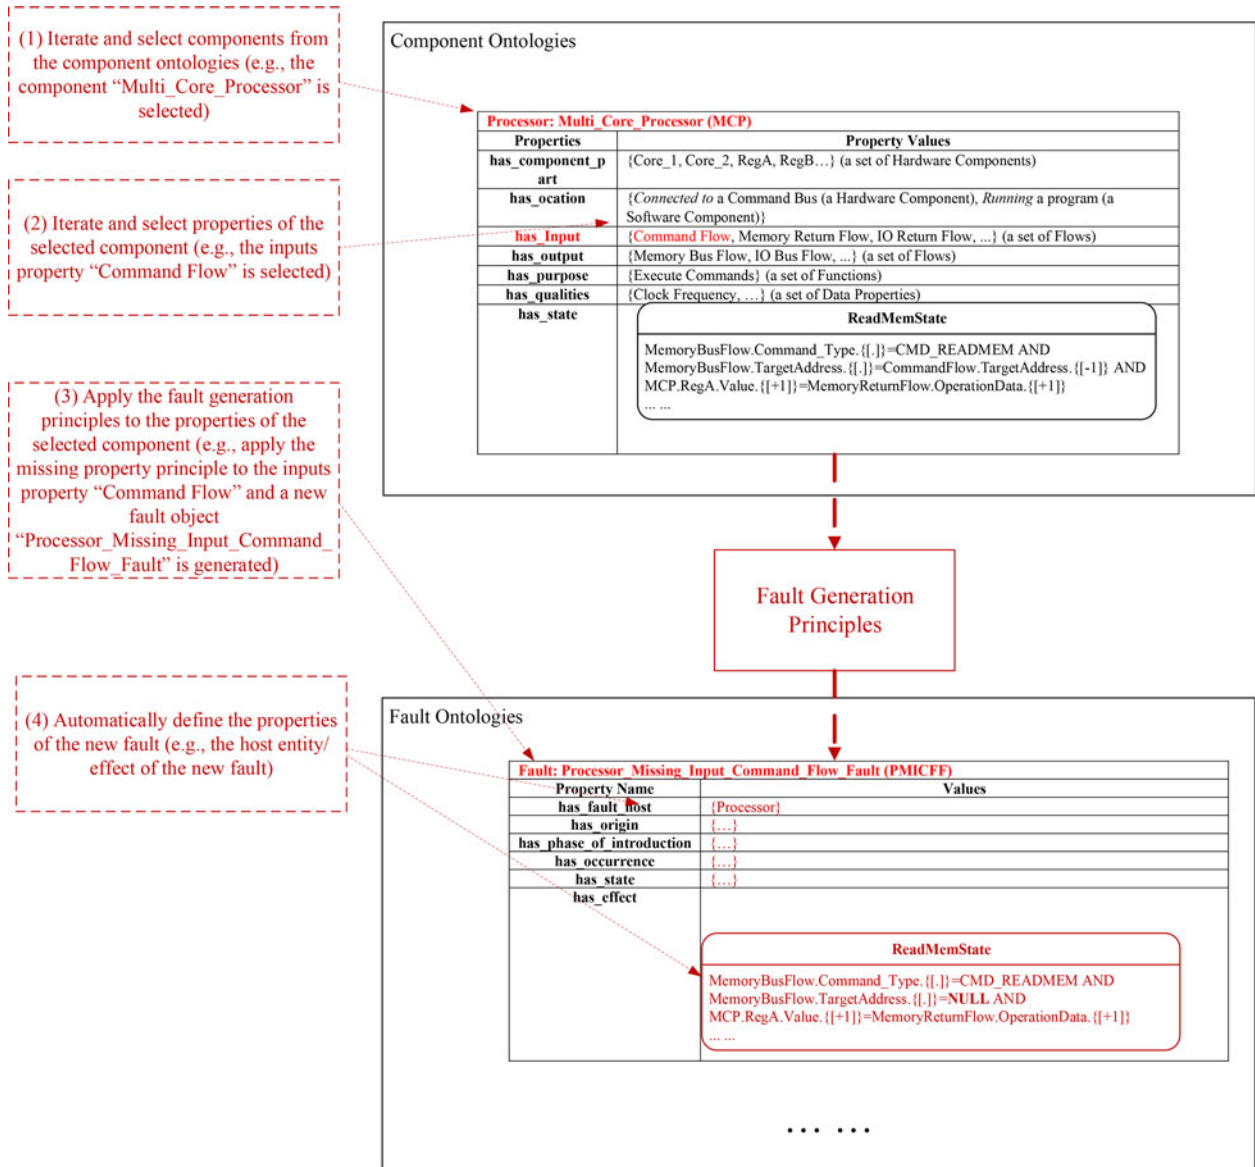 (1) Iterate and select components from
the component ontologies (e.g., the
component “Multi_Core_Processor” is
selected)
(2) Iterate and select properties of the
selected component (e.g., the inputs
property “Command Flow” is selected)
(3) Apply the fault generation
principles to the properties of the
selected component (e.g., apply the
missing property principle to the inputs
property “Command Flow” and a new
fault object
“Processor_Missing_Input_Command_
Flow_Fault” is generated)
(4) Automatically define the properties
of the new fault (e.g., the host entity/
effect of the new fault)
Component Ontologies
Processor: Multi_Core_Processor (MCP)
Properties Property Values
has_component_p {Core_1, Core_2, RegA, RegB…} (a set of Hardware Components)
art
has_ocation {Connected to a Command Bus (a Hardware Component), Running a program (a
Software Component)}
has_Input {Command Flow, Memory Return Flow, IO Return Flow, ...} (a set of Flows)
has_output {Memory Bus Flow, IO Bus Flow, ...} (a set of Flows)
has_purpose {Execute Commands} (a set of Functions)
has_qualities {Clock Frequency, …} (a set of Data Properties)
has_state
ReadMemState
MemoryBusFlow.Command_Type.{[.]}=CMD_READMEM AND
MemoryBusFlow.TargetAddress.{[.]}=CommandFlow.TargetAddress.{[-1]} AND
MCP.RegA.Value.{[+1]}=MemoryReturnFlow.OperationData.{[+1]}
... ...
Fault Generation
Principles
Fault Ontologies
Fault: Processor_Missing_Input_Command_Flow_Fault (PMICFF)
Property Name Values
has_fault_host {Processor}
has_origin {…}
has_phase_of_introduction {…}
has_occurrence {…}
has_state {…}
has_effect
ReadMemState
MemoryBusFlow.Command_Type.{[.]}=CMD_READMEM AND
MemoryBusFlow.TargetAddress.{[.]}=NULL AND
MCP.RegA.Value.{[+1]}=MemoryReturnFlow.OperationData.{[+1]}
... ...
... ...